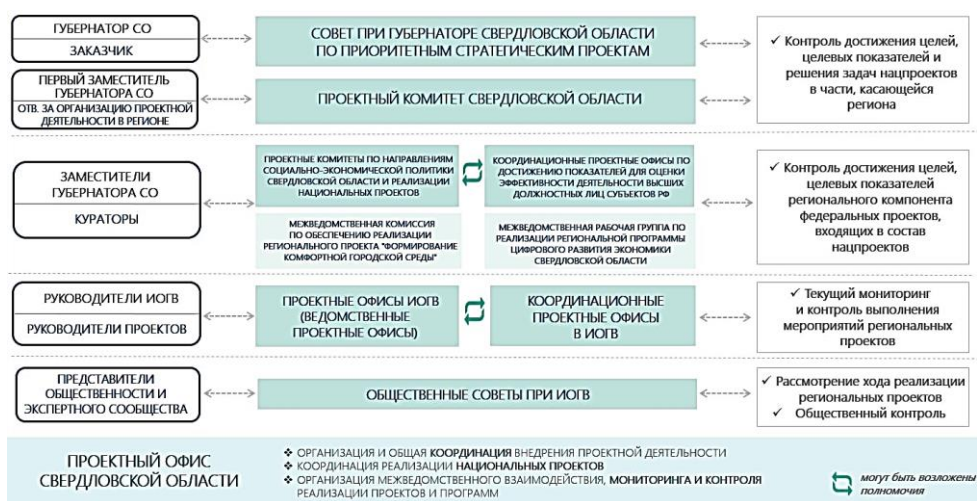 ГУБЕРНАТОР СО
ЗАКАЗЧИК
СОВЕТ ПРИ ГУБЕРНАТОРЕ СВЕРДЛОВСКОЙ ОБЛАСТИ
ПО ПРИОРИТЕТНЫМ СТРАТЕГИЧЕСКИМ ПРОЕКТАМ
ПЕРВЫЙ ЗАМЕСТИТЕЛЬ
ГУБЕРНАТОРА СО
ОТВ. ЗА ОРГАНИЗАЦИЮ ПРОЕКТНОЙ
ДЕЯТЕЛЬНОСТИ В РЕГИОНЕ
ПРОЕКТНЫЙ КОМИТЕТ СВЕРДЛОВСКОЙ ОБЛАСТИ
✓ Контроль достижения целей,
целевых показателей и
решения задач нацпроектов
в части, касающейся
региона
ЗАМЕСТИТЕЛИ
ГУБЕРНАТОРА СО
КУРАТОРЫ
ПРОЕКТНЫЕ КОМИТЕТЫ ПО НАПРАВЛЕНИЯМ
СОЦИАЛЬНО-ЭКОНОМИЧЕСКОЙ ПОЛИТИКИ
СВЕРДЛОВСКОЙ ОБЛАСТИ И РЕАЛИЗАЦИИ
НАЦИОНАЛЬНЫХ ПРОЕКТОВ
КООРДИНАЦИОННЫЕ ПРОЕКТНЫЕ ОФИСЫ ПО
ДОСТИЖЕНИЮ ПОКАЗАТЕЛЕЙ ДЛЯ ОЦЕНКИ
ЭФФЕКТИВНОСТИ ДЕЯТЕЛЬНОСТИ ВЫСШИХ
ДОЛЖНОСТНЫХ ЛИЦ СУБЪЕКТОВ РФ
МЕЖВЕДОМСТВЕННАЯ КОМИССИЯ
ПО ОБЕСПЕЧЕНИЮ РЕАЛИЗАЦИИ
РЕГИОНАЛЬНОГО ПРОЕКТА "ФОРМИРОВАНИЕ
КОМФОРТНОЙ ГОРОДСКОЙ СРЕДЫ"
МЕЖВЕДОМСТВЕННАЯ РАБОЧАЯ ГРУППА ПО
РЕАЛИЗАЦИИ РЕГИОНАЛЬНОЙ ПРОГРАММЫ
ЦИФРОВОГО РАЗВИТИЯ ЭКОНОМИКИ
СВЕРДЛОВСКОЙ ОБЛАСТИ
✓ Контроль достижения целей,
целевых показателей
регионального компонента
федеральных проектов,
входящих в состав
нацпроектов
РУКОВОДИТЕЛИ ИОГВ
РУКОВОДИТЕЛИ ПРОЕКТОВ
ПРОЕКТНЫЕ ОФИСЫ ИОГВ
(ВЕДОМСТВЕННЫЕ
ПРОЕКТНЫЕ ОФИСЫ)
КООРДИНАЦИОННЫЕ
ПРОЕКТНЫЕ ОФИСЫ
В ИОГВ
✓ Текущий мониторинг
и контроль выполнения
мероприятий региональных
проектов
ПРЕДСТАВИТЕЛИ
ОБЩЕСТВЕННОСТИ И
ЭКСПЕРТНОГО СООБЩЕСТВА
ОБЩЕСТВЕННЫЕ СОВЕТЫ ПРИ ИОГВ
✓ Рассмотрение хода реализации
региональных проектов
✓ Общественный контроль
ПРОЕКТНЫЙ ОФИС
СВЕРДЛОВСКОЙ ОБЛАСТИ
❖ ОРГАНИЗАЦИЯ И ОБЩАЯ КООРДИНАЦИЯ ВНЕДРЕНИЯ ПРОЕКТНОЙ ДЕЯТЕЛЬНОСТИ
❖ КООРДИНАЦИЯ РЕАЛИЗАЦИИ НАЦИОНАЛЬНЫХ ПРОЕКТОВ
❖ ОРГАНИЗАЦИЯ МЕЖВЕДОМСТВЕННОГО ВЗАИМОДЕЙСТВИЯ, МОНИТОРИНГА И КОНТРОЛЯ
РЕАЛИЗАЦИИ ПРОЕКТОВ И ПРОГРАММ
могут быть возложены
полномочия